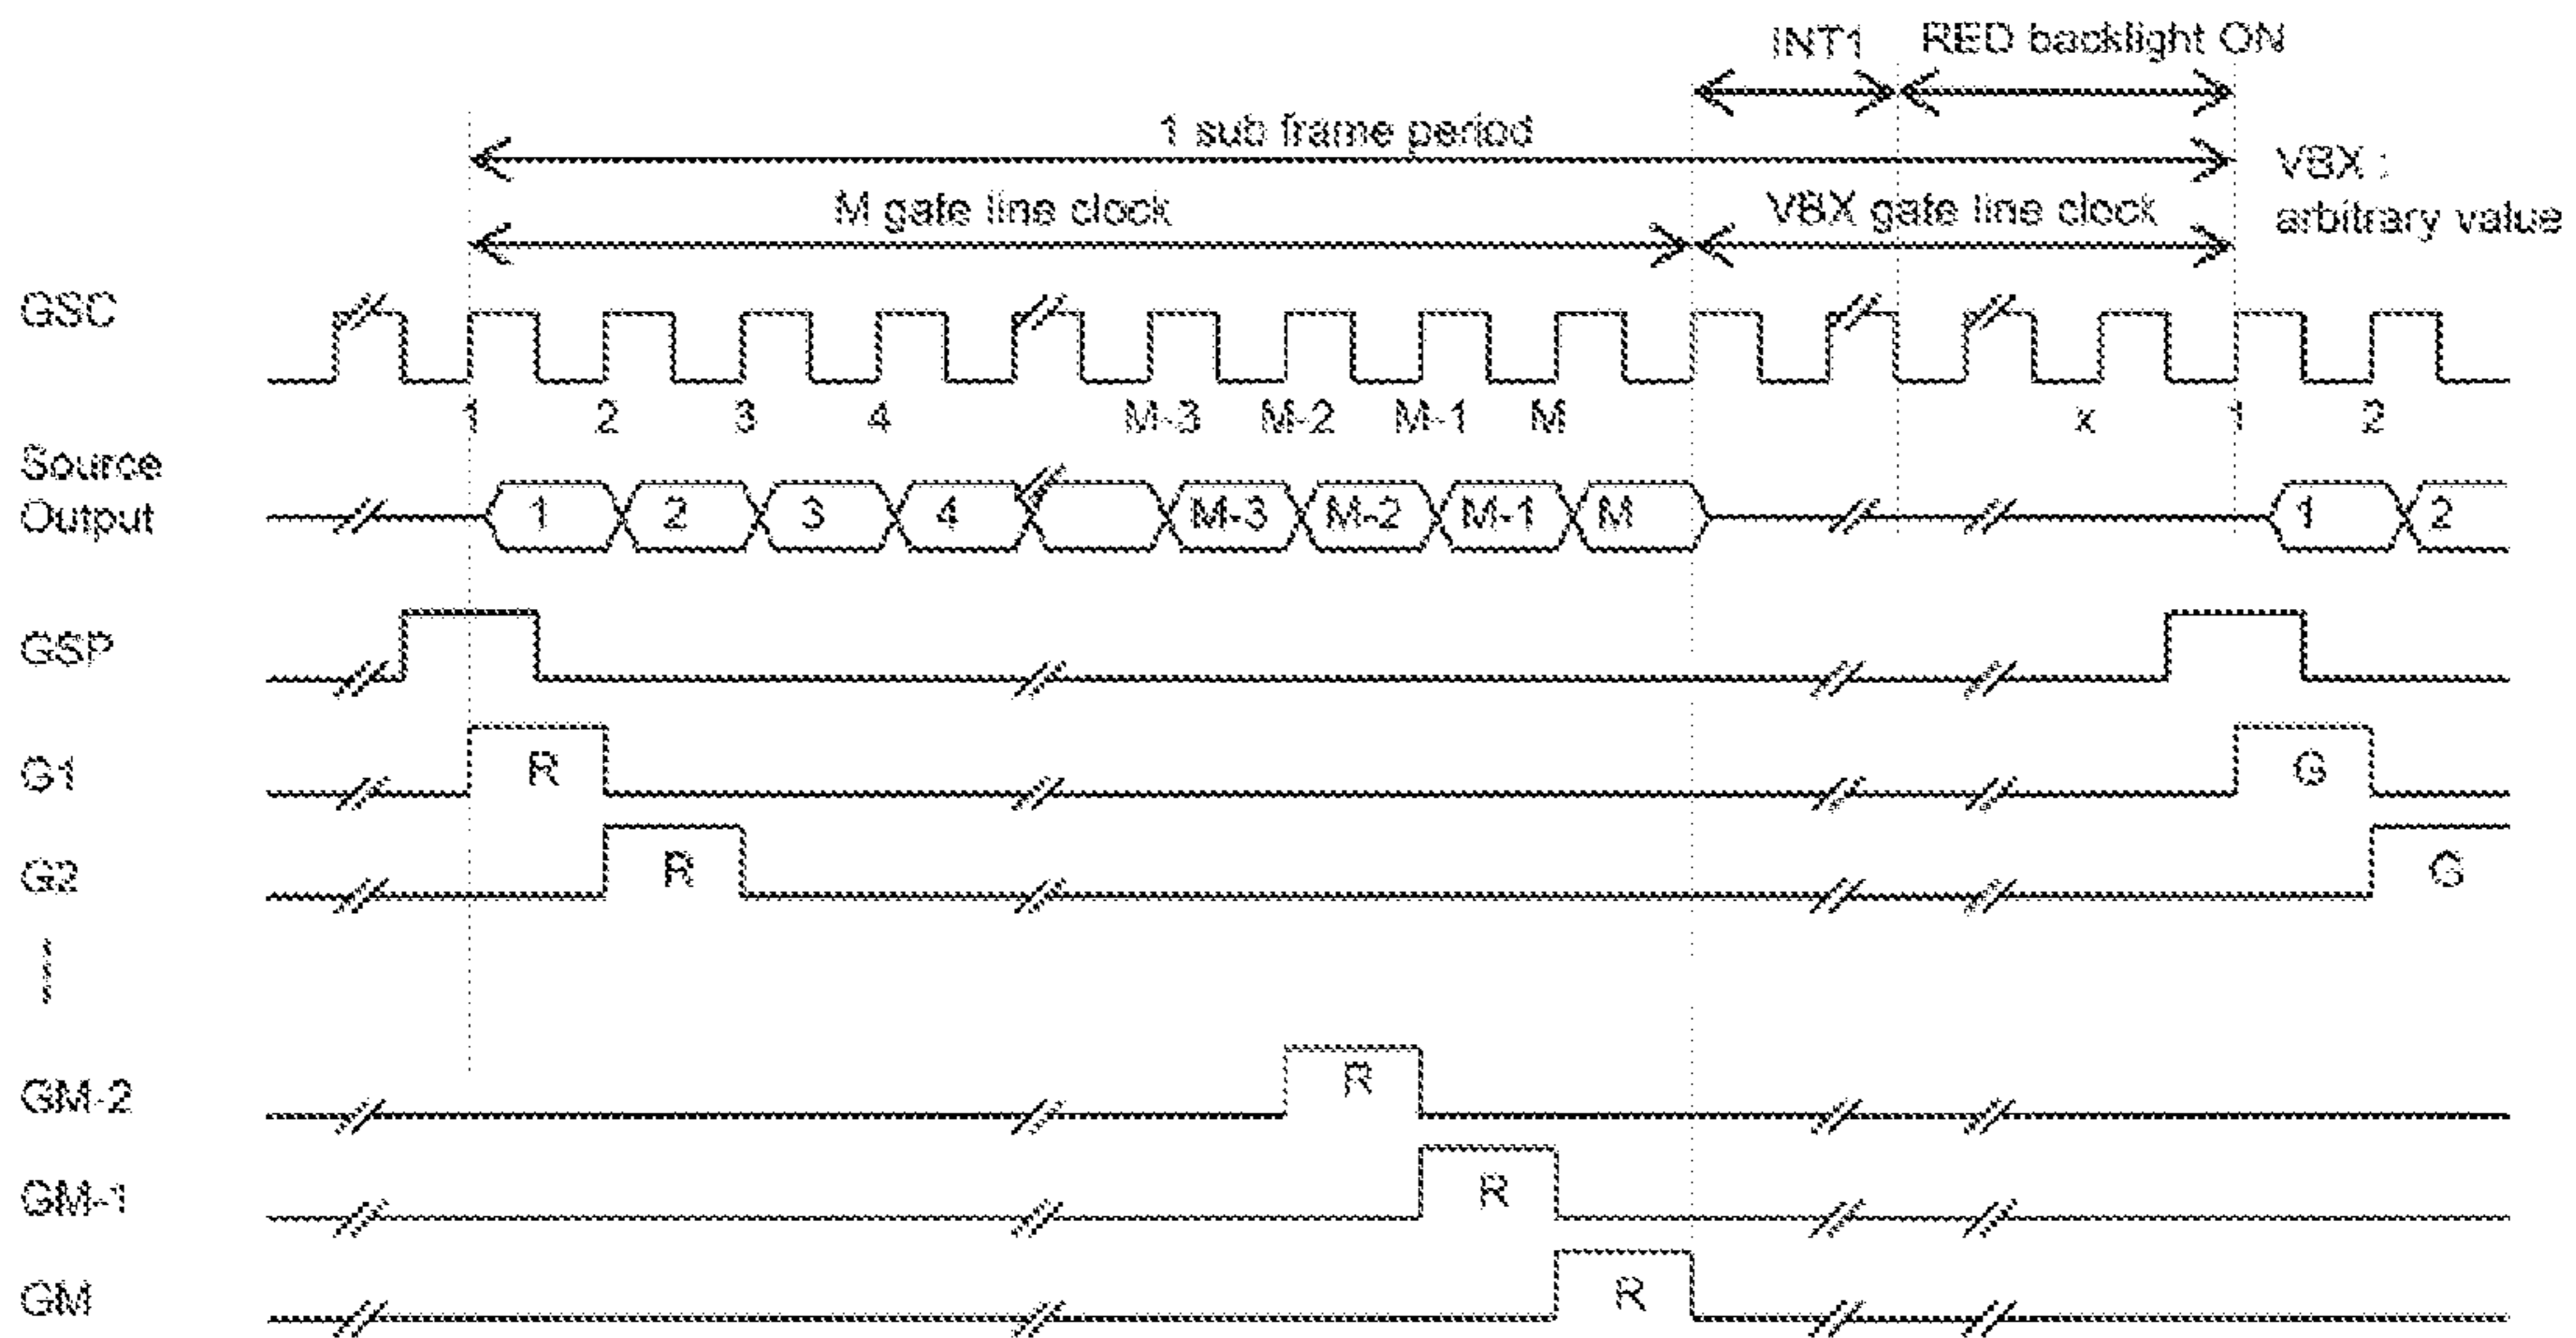 INT1 RED backlight ON
1 sub frame period
VBX :
arbitrary value
M gate line clock VBX gate line clock
GSC
1 2 3 4 M-3 M-2 M-1 M x 1 2
Source
Output
1 2 3 4 M-3 M-2 M-1 M 1 2
GSP
G1 R G
G2 R G
GM-2 R
GM-1 R
GM R